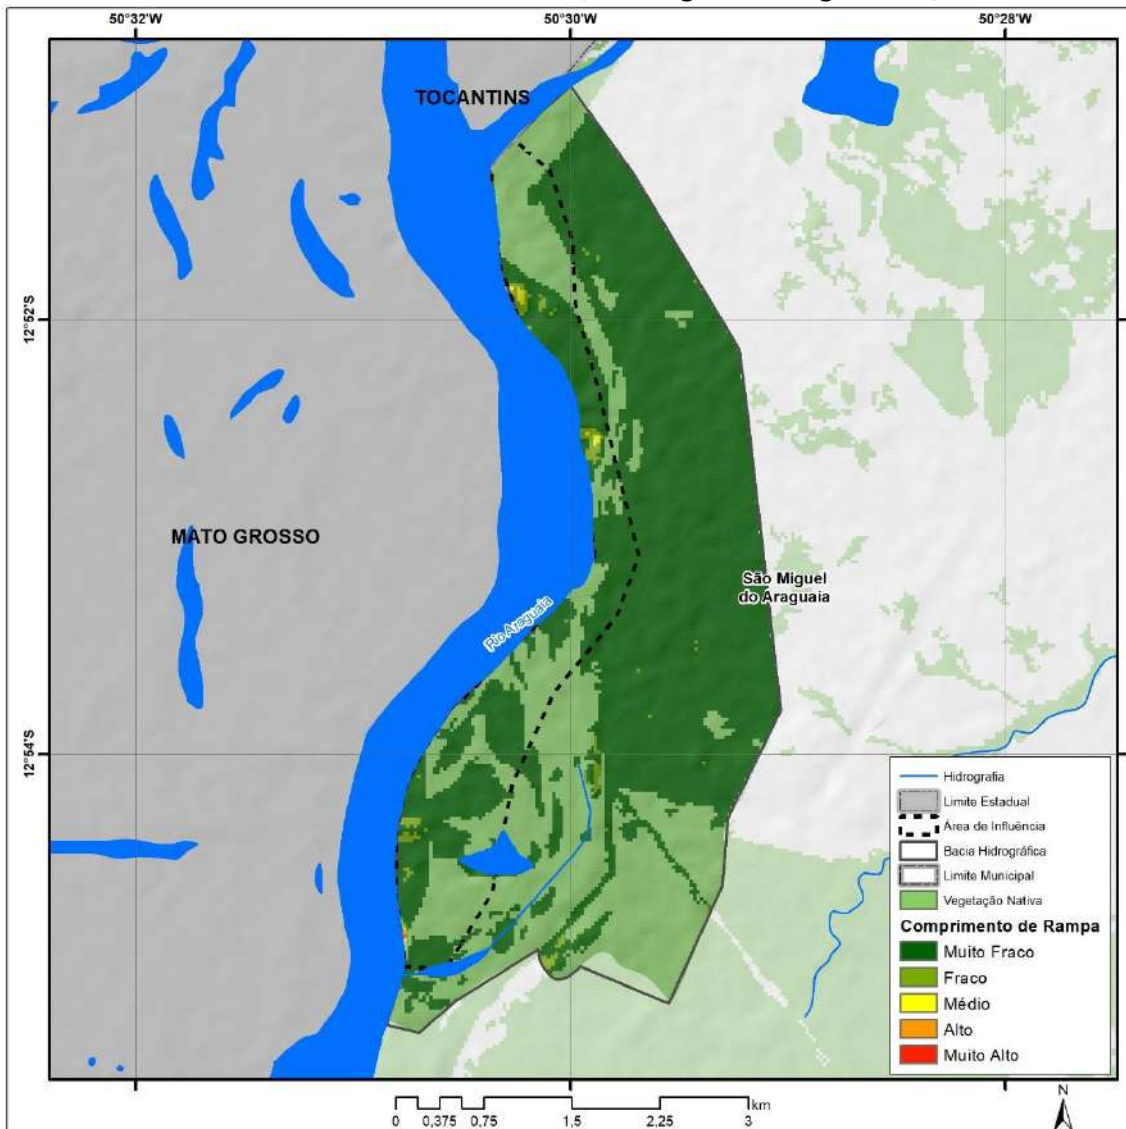 50°32'W 50°30'W 50°28'W
TOCANTINS
12°52'S
MATO GROSSO
São Miguel
do Araguaia
Rio Araguaia
12°54'S
Hidrografia
Limite Estadual
Área de Influência
Bacia Hidrográfica
Limite Municipal
Vegetação Nativa
Comprimento de Rampa
Muito Fraco
Fraco
Médio
Alto
Muito Alto
N
km
0 0,375 0,75 1,5 2,25 3